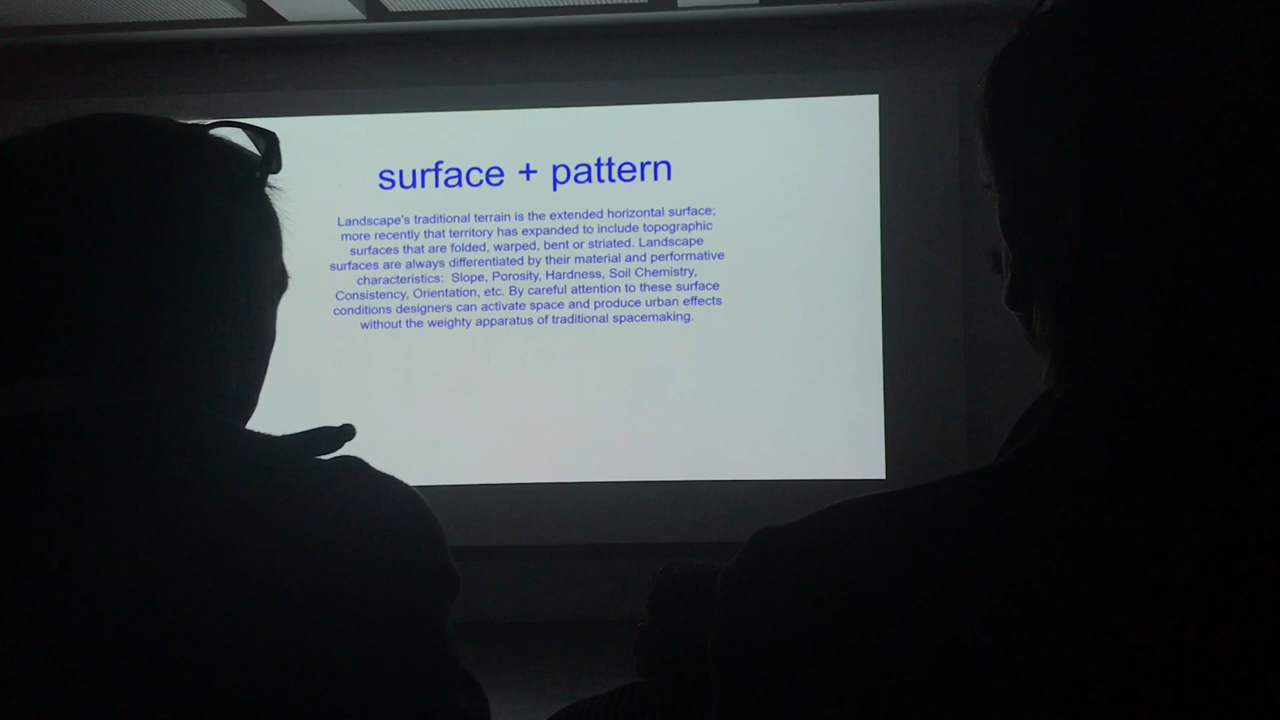 surface + pattern
Landscape's traditional terrain is the extended horizontal surface;
more recently that territory has expanded to include topographic
surfaces that are folded, warped, bent or striated. Landscape
surfaces are always differentiated by their material and performative
characteristics: Slope, Porosity, Hardness, Soil Chemistry,
Consistency, Orientation, etc. By careful attention to these surface
conditions designers can activate space and produce urban effects
without the weighty apparatus of traditional spacemaking.